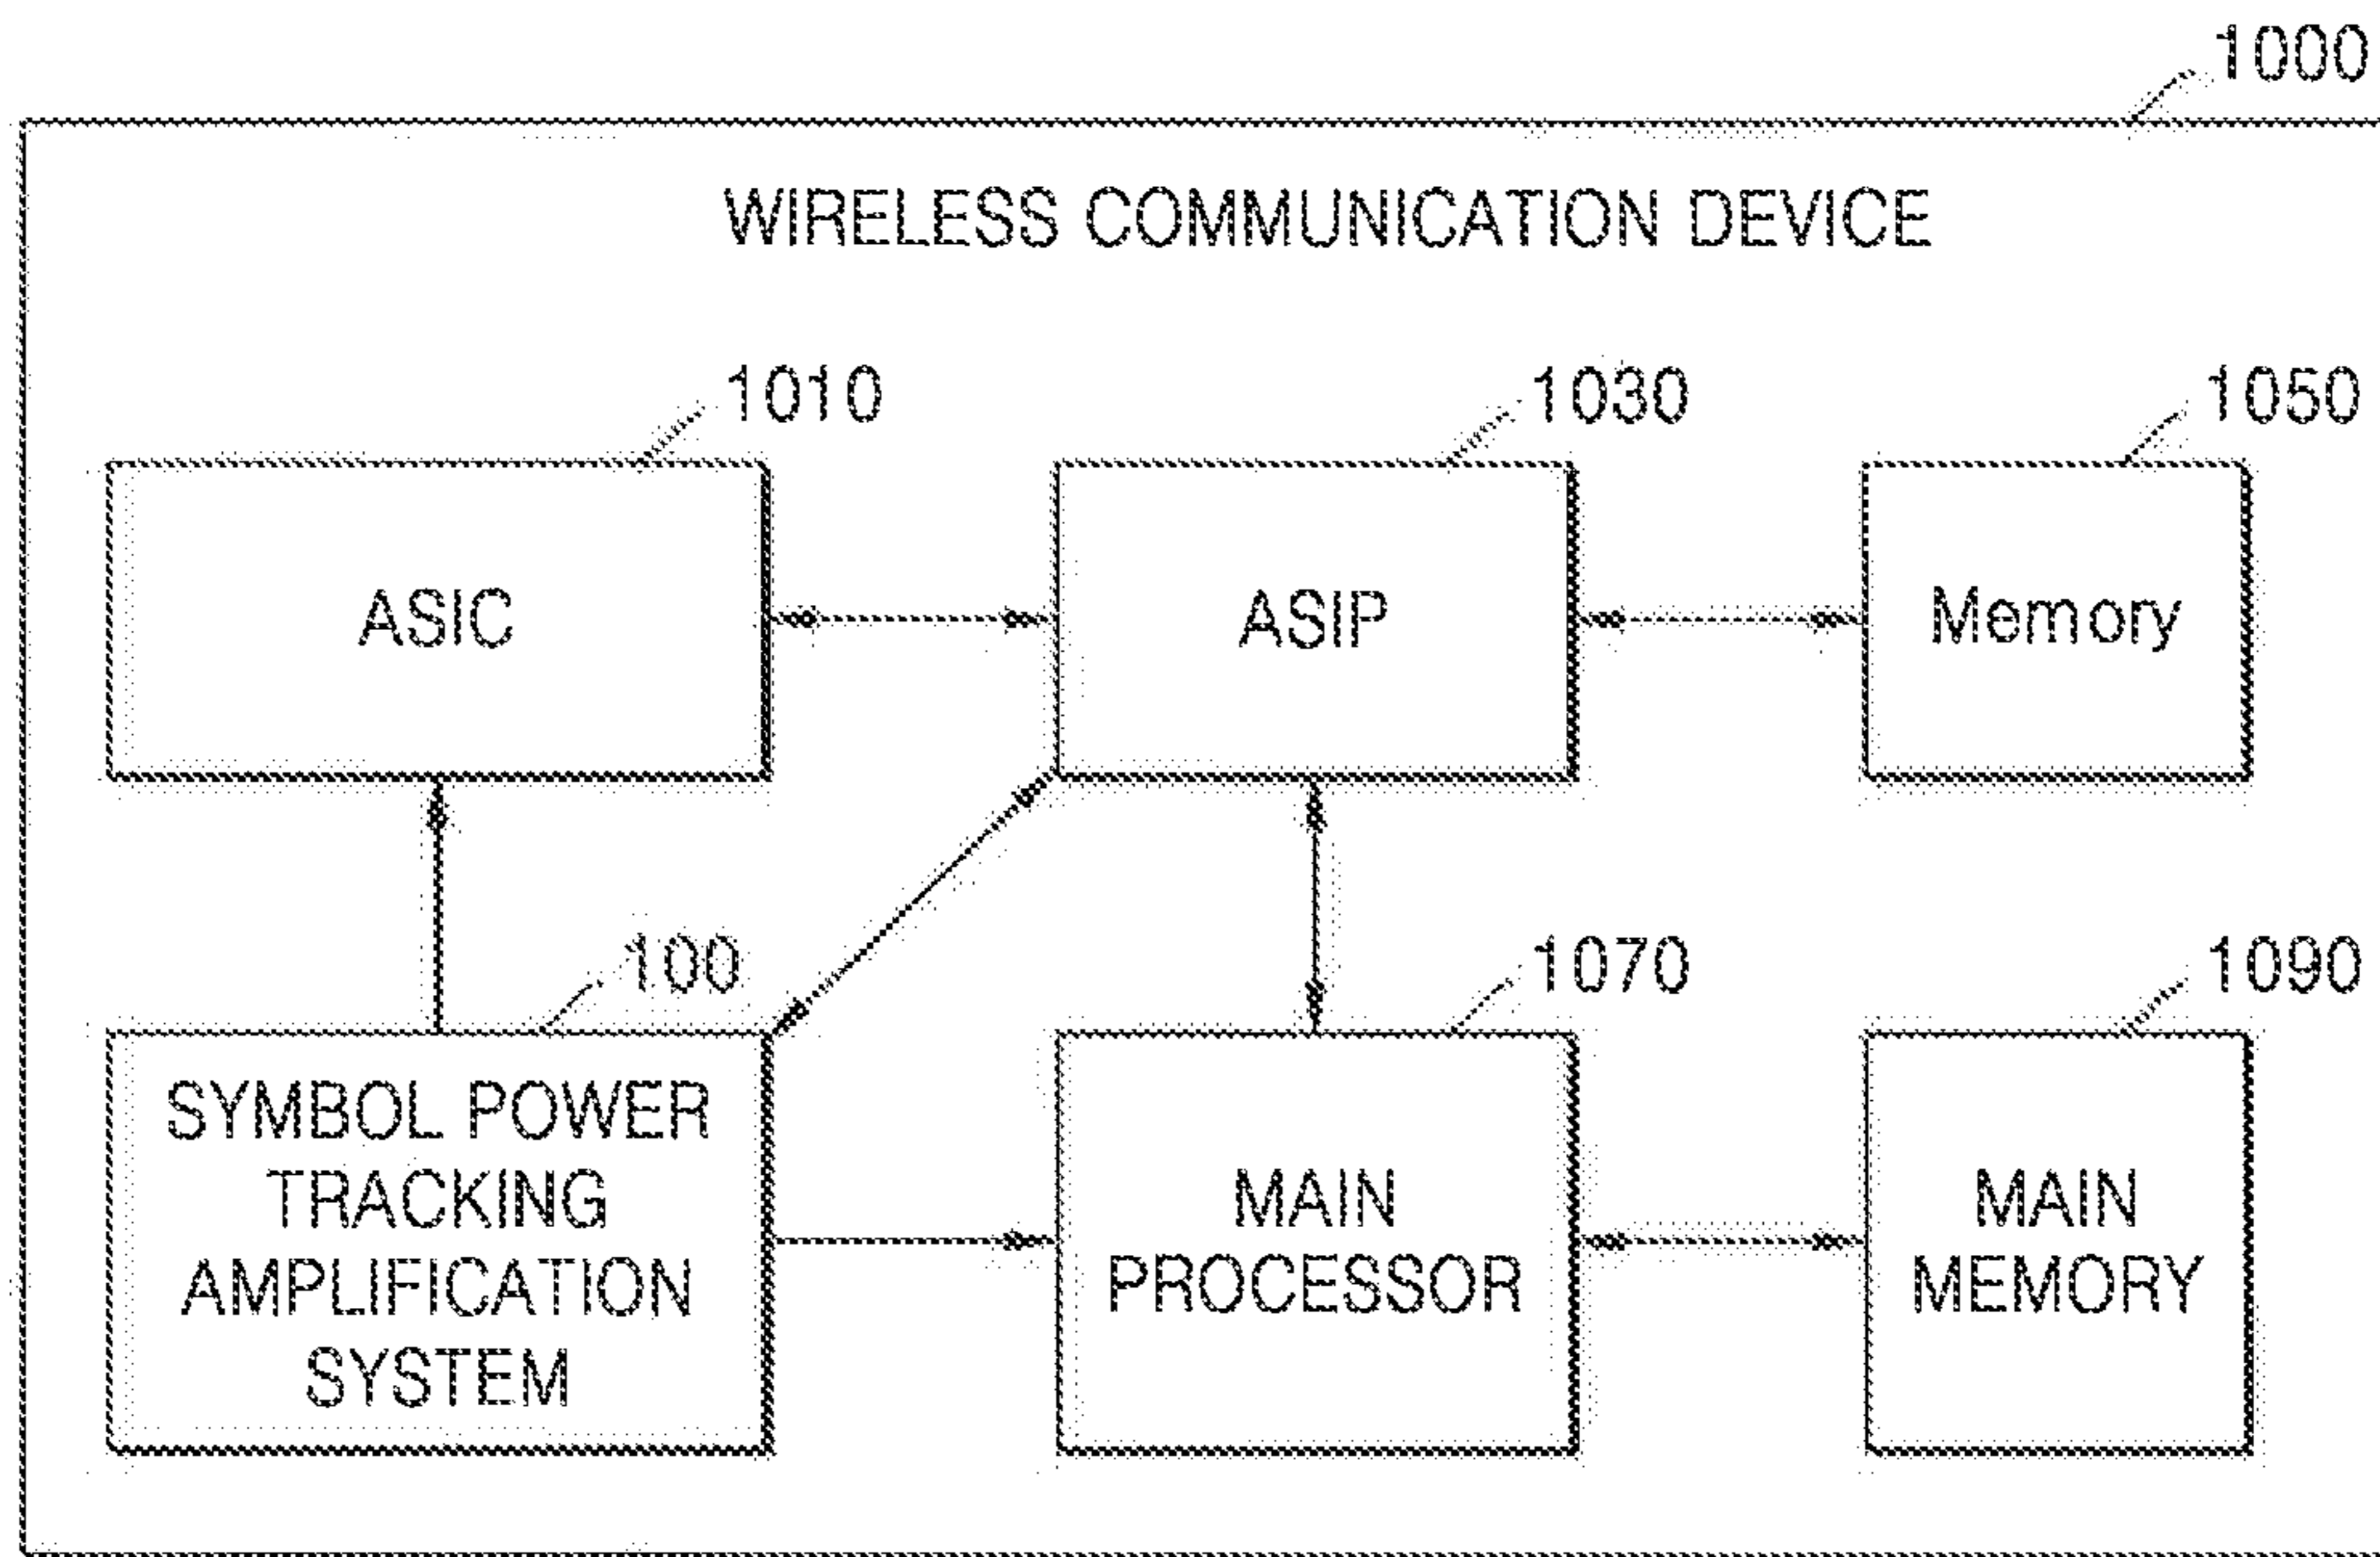 1000
WIRELESS COMMUNICATION DEVICE
1010
1030
1050
ASIC
ASIP
Memory
100
1070
1090
SYMBOL POWER
TRACKING
AMPLIFICATION
SYSTEM
MAIN
PROCESSOR
MAIN
MEMORY